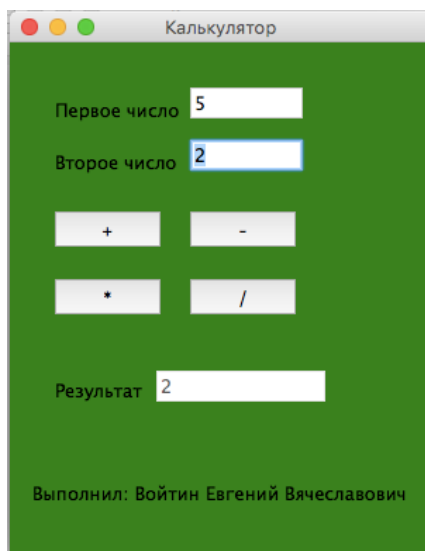 Калькулятор
Первое число 5
Второе число 2
+ -
* /
Результат 2
Выполнил: Войтин Евгений Вячеславович